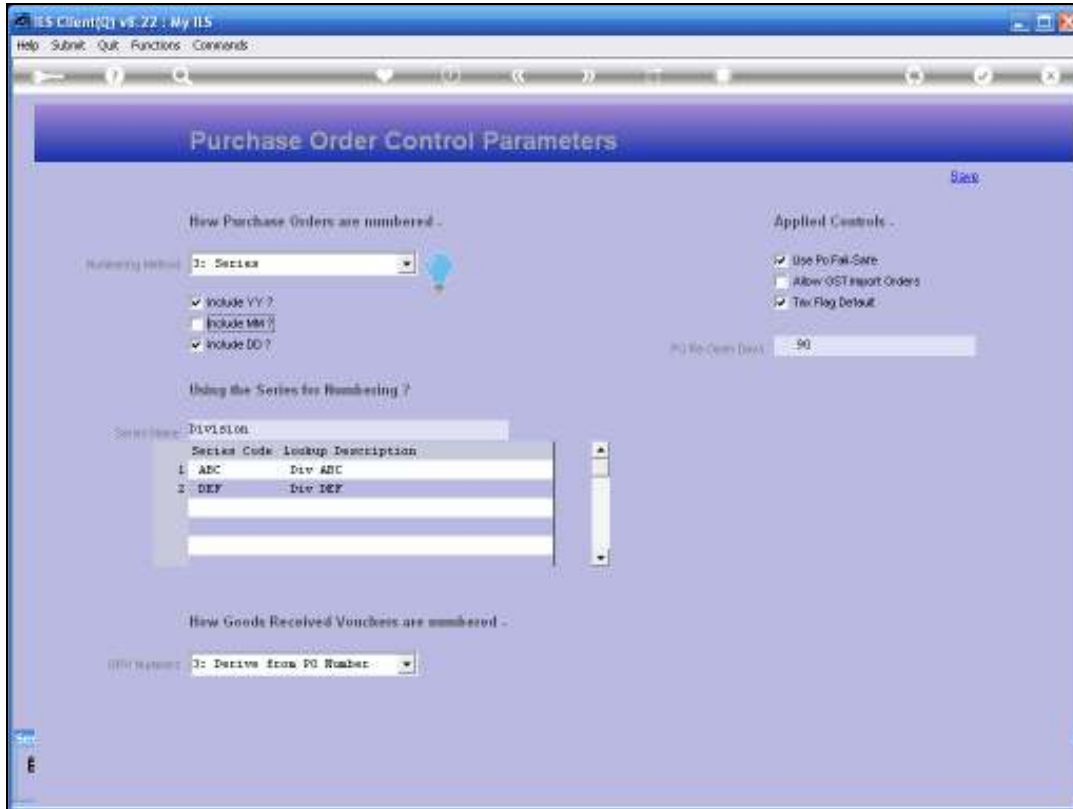 IES Client(Q) v8.22 : My IES
Help Submit Quit Functions Commands
Purchase Order Control Parameters
Save
How Purchase Orders are numbered -
Applied Controls -
Numbering Method 3: Series
Use Po Fail-Safe
Allow GST Import Orders
Include YY ?
Tax Flag Default
Include MM ?
Include DD ?
PO Re-Open Days 90
Using the Series for Numbering ?
Series Name Division
Series Code Lookup Description
1 ABC Div ABC
2 DEF Div DEF
How Goods Received Vouchers are numbered -
GRV Numbers 3: Derive from PO Number